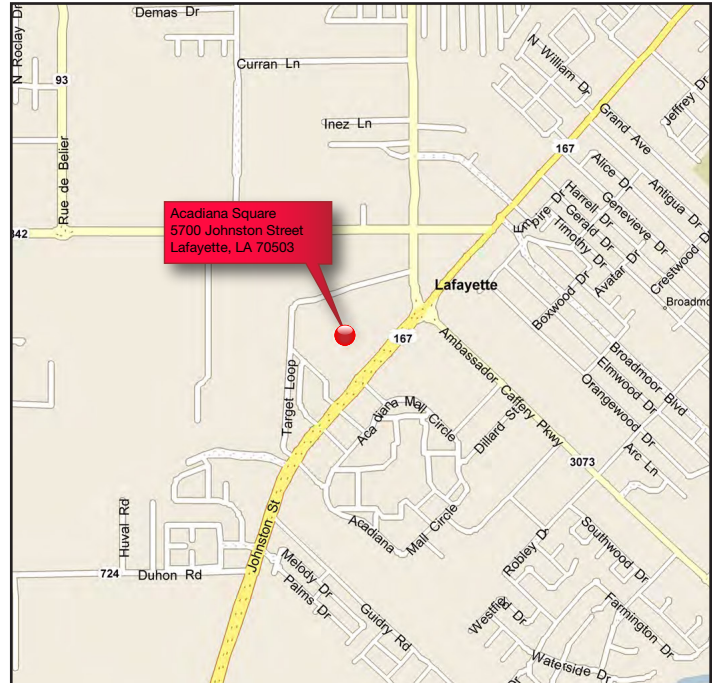 Demas Dr
N Roclay Dr
93
Curran Ln
N William Dr
Grand Ave
Jeffrey Dr
Inez Ln
167
Rue de Belier
Alice Dr
Antigua Dr
Harrell Dr
Genevieve Dr
Empire Dr
Gerald Dr
Timothy Dr
Crestwood Dr
Avatar Dr
342
Acadiana Square
5700 Johnston Street
Lafayette, LA 70503
Lafayette
Boxwood Dr
Broadmo
167
Ambassador Caffery Pkwy
Broadmoor Blvd
Elmwood Dr
Orangewood Dr
Target Loop
Acadiana Mall Circle
Dillard St
Arc Ln
3073
Johnston St
Huval Rd
Acadiana Mall Circle
Southwood Dr
Robley D
724
Duhon Rd
Melody Dr
Palms Dr
Guidry Rd
Farmington Dr
Westfield Dr
Waterside Dr